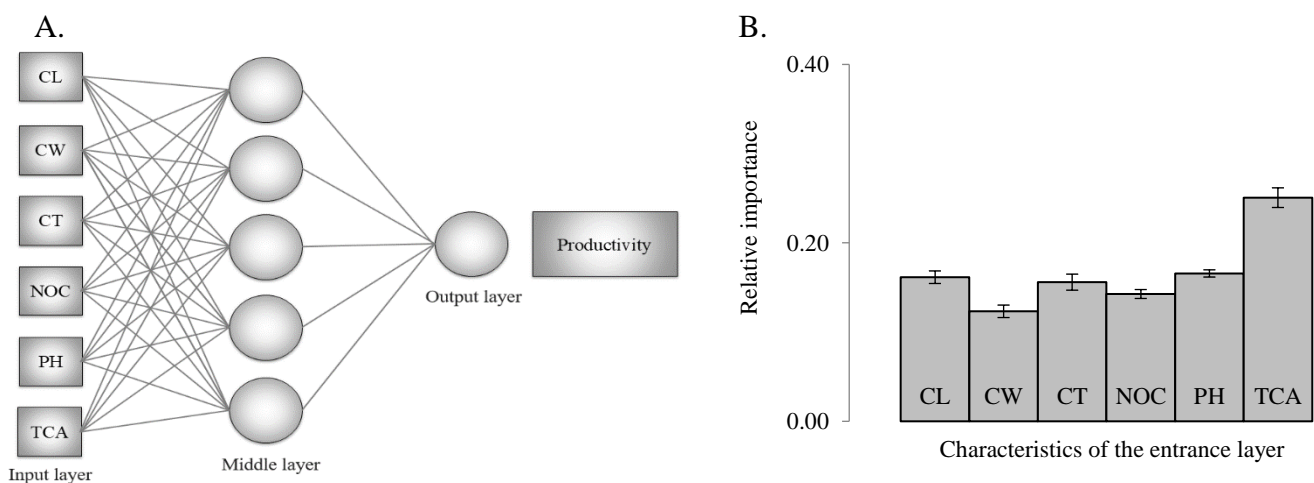 A.
CL
CW
CT
NOC
PH
TCA
Input layer
Middle layer
Output layer
Productivity
B.
Relative importance
0.40
0.20
0.00
CL CW CT NOC PH TCA
Characteristics of the entrance layer